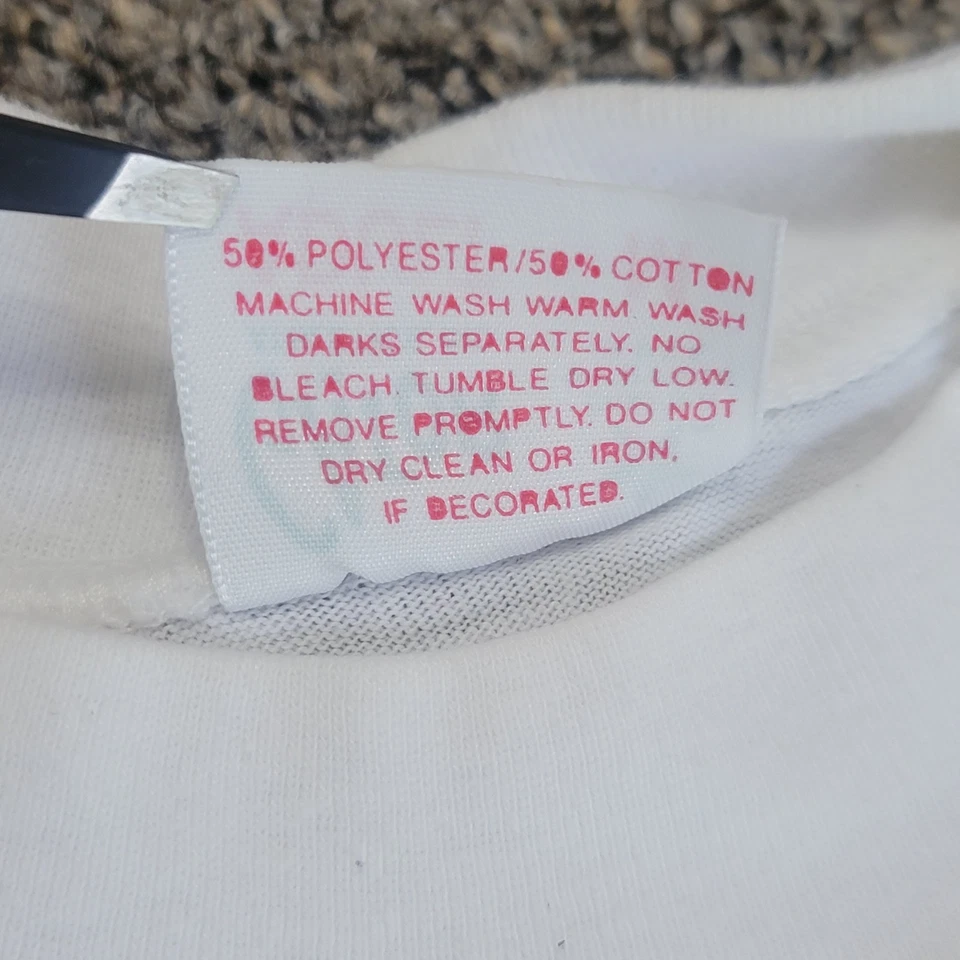 50% POLYESTER/50% COTTON
MACHINE WASH WARM. WASH
DARKS SEPARATELY. NO
BLEACH. TUMBLE DRY LOW.
REMOVE PROMPTLY. DO NOT
DRY CLEAN OR IRON,
IF DECORATED.